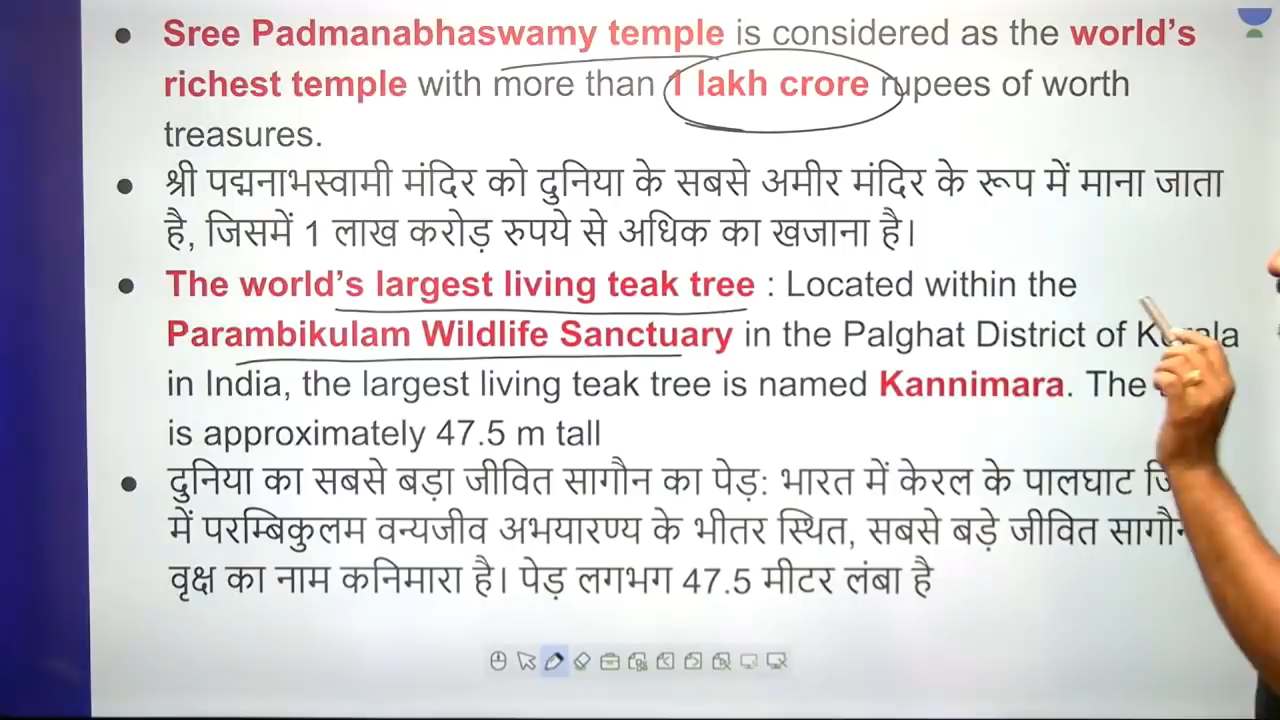 Sree Padmanabhaswamy temple is considered as the world's
richest temple with more than 1 lakh crore rupees of worth
treasures.
श्री पद्मनाभस्वामी मंदिर को दुनिया के सबसे अमीर मंदिर के रूप में माना जाता
है, जिसमें 1 लाख करोड़ रुपये से अधिक का खजाना है।
The world's largest living teak tree : Located within the
Parambikulam Wildlife Sanctuary in the Palghat District of
in India, the largest living teak tree is named Kannimara. The
is approximately 47.5 m tall
दुनिया का सबसे बड़ा जीवित सागौन का पेड़: भारत में केरल के पालघाट
में परम्बिकुलम वन्यजीव अभयारण्य के भीतर स्थित, सबसे बड़े जीवित
वृक्ष का नाम कनिमारा है। पेड़ लगभग 47.5 मीटर लंबा है